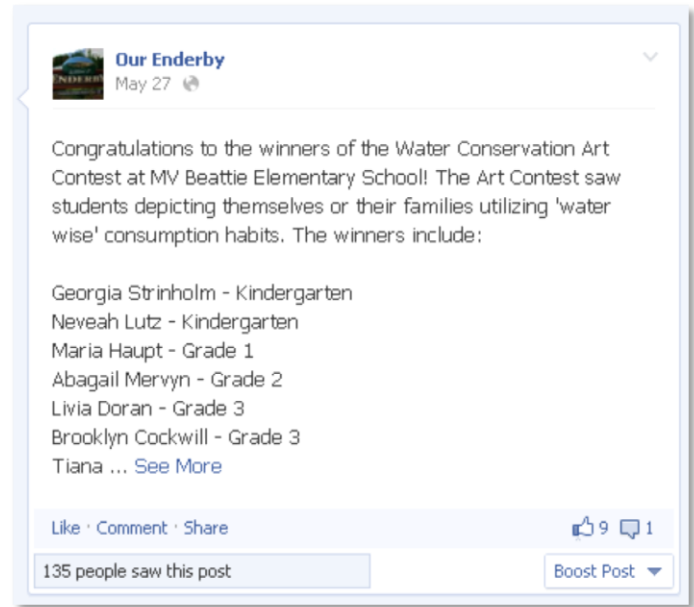 Our Enderby
May 27
Congratulations to the winners of the Water Conservation Art
Contest at MV Beattie Elementary School! The Art Contest saw
students depicting themselves or their families utilizing 'water
wise' consumption habits. The winners include:
Georgia Strinholm - Kindergarten
Neveah Lutz - Kindergarten
Maria Haupt - Grade 1
Abagail Mervyn - Grade 2
Livia Doran - Grade 3
Brooklyn Cockwill - Grade 3
Tiana ... See More
Like · Comment · Share 9 1
135 people saw this post Boost Post